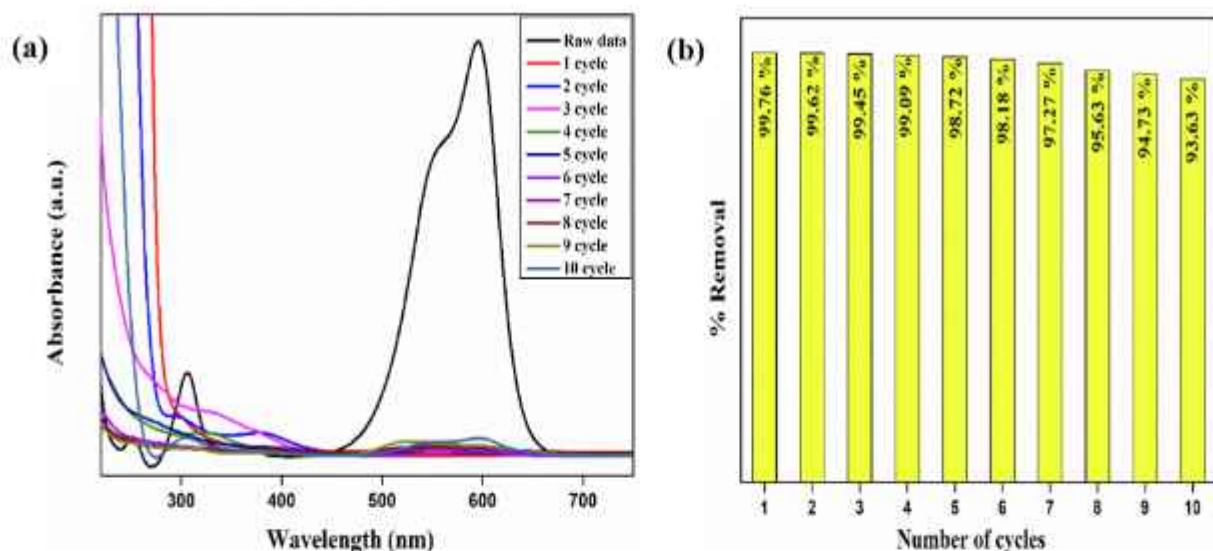 (a)
Absorbance (a.u.)
Raw data
1 cycle
2 cycle
3 cycle
4 cycle
5 cycle
6 cycle
7 cycle
8 cycle
9 cycle
10 cycle
300 400 500 600 700
Wavelength (nm)
(b)
% Removal
99.76 %
99.62 %
99.45 %
99.09 %
98.72 %
98.18 %
97.27 %
95.63 %
94.73 %
93.63 %
1 2 3 4 5 6 7 8 9 10
Number of cycles